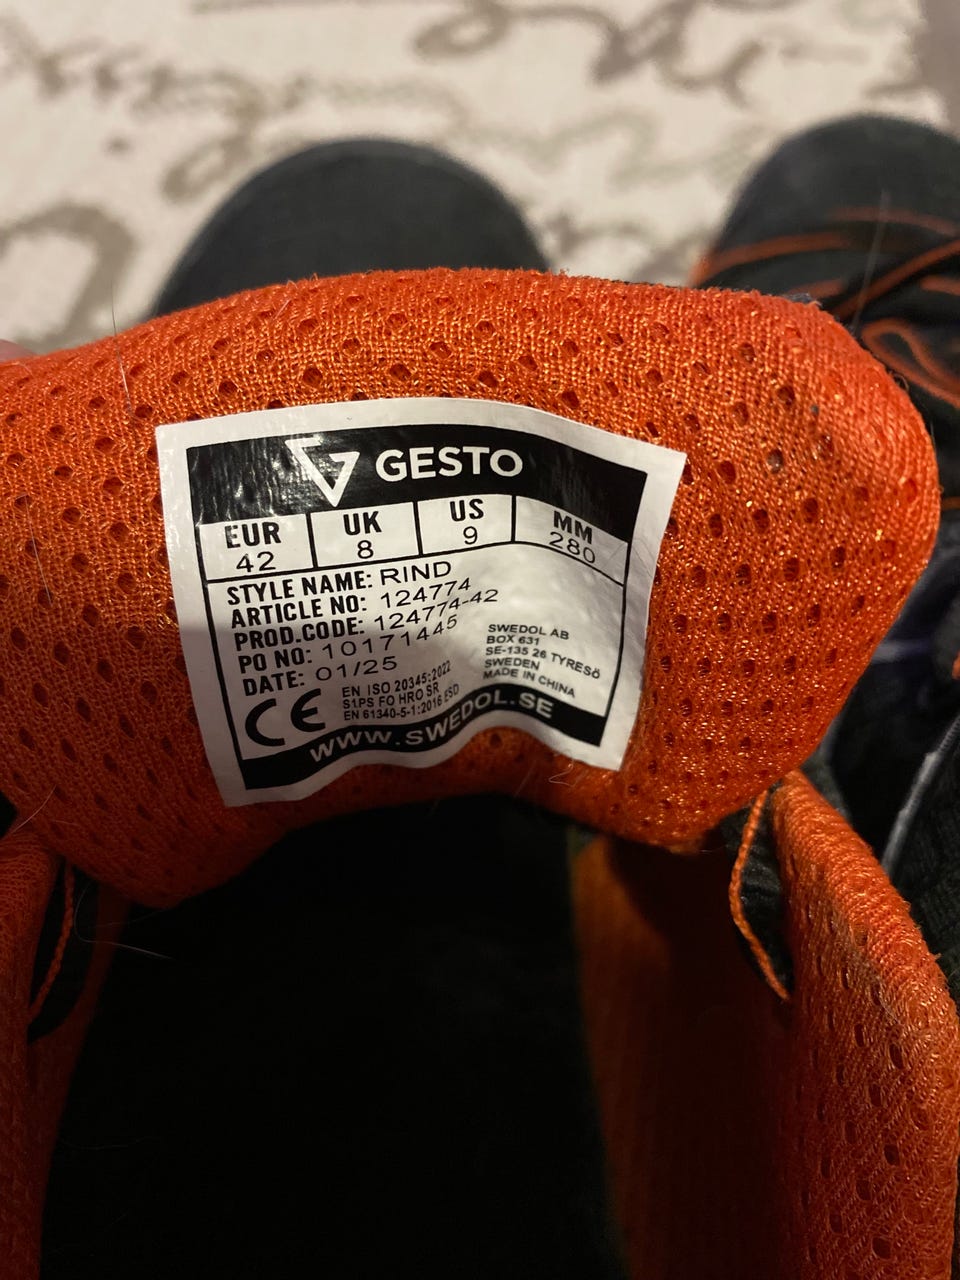 GESTO
EUR UK US MM
42 8 9 280
STYLE NAME: RIND
ARTICLE NO: 124774
PROD.CODE: 124774-42
PO NO: 10171445
DATE: 01/25
CE
EN ISO 20345:2022
S1PS FO HRO SR
EN 61340-5-1:2016 ESD
SWEDOL AB
BOX 631
SE-135 26 TYRESÖ
SWEDEN
MADE IN CHINA
WWW.SWEDOL.SE